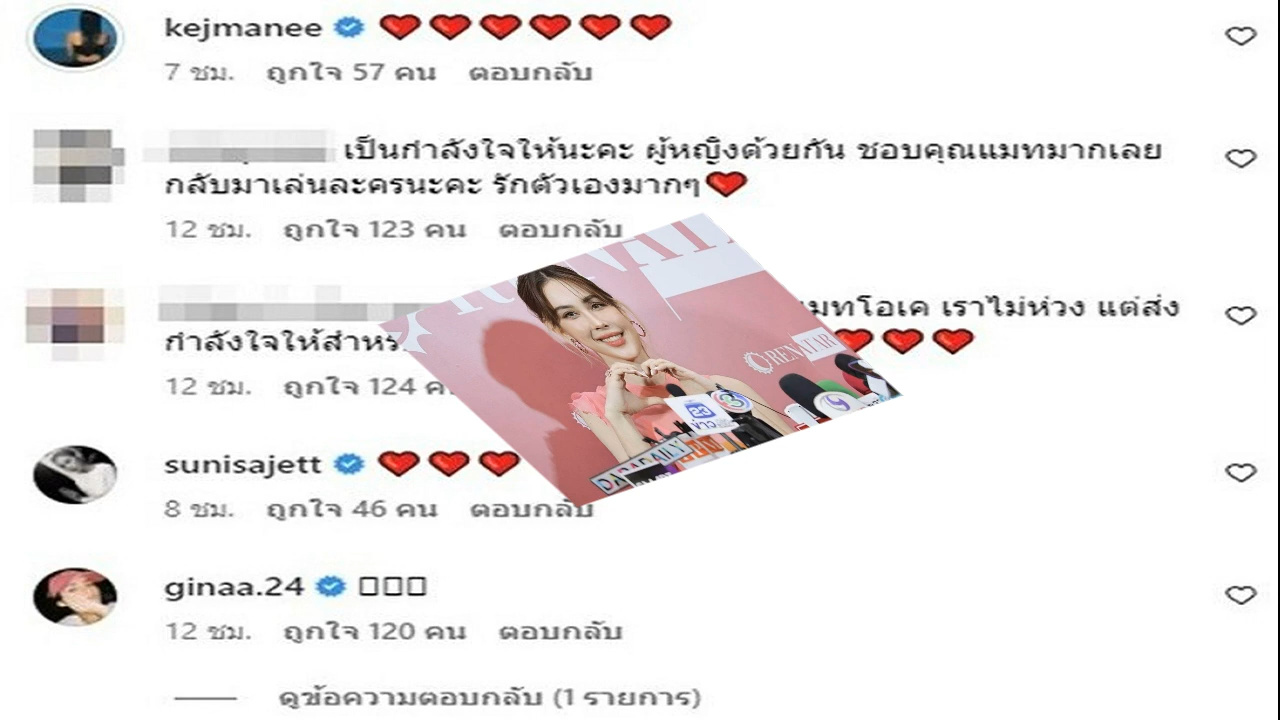 kejmanee ❤❤❤❤❤❤
7 ชม. ถูกใจ 57 คน ตอบกลับ
เป็นกำลังใจให้นะคะ ผู้หญิงด้วยกัน ชอบคุณแมทมากเลย
กลับมาเล่นละครนะคะ รักตัวเองมากๆ❤
12 ชม. ถูกใจ 123 คน ตอบกลับ
แมทโอเค เราไม่ห่วง แต่ส่ง
กำลังใจให้สำหร ❤❤❤
12 ชม. ถูกใจ 124
ORENSTAR
3
9
23
ข่าว
DARADAILY
sunisajett ❤❤❤
8 ชม. ถูกใจ 46 คน ตอบกลับ
ginaa.24 □□□
12 ชม. ถูกใจ 120 คน ตอบกลับ
ดูข้อความตอบกลับ (1 รายการ)